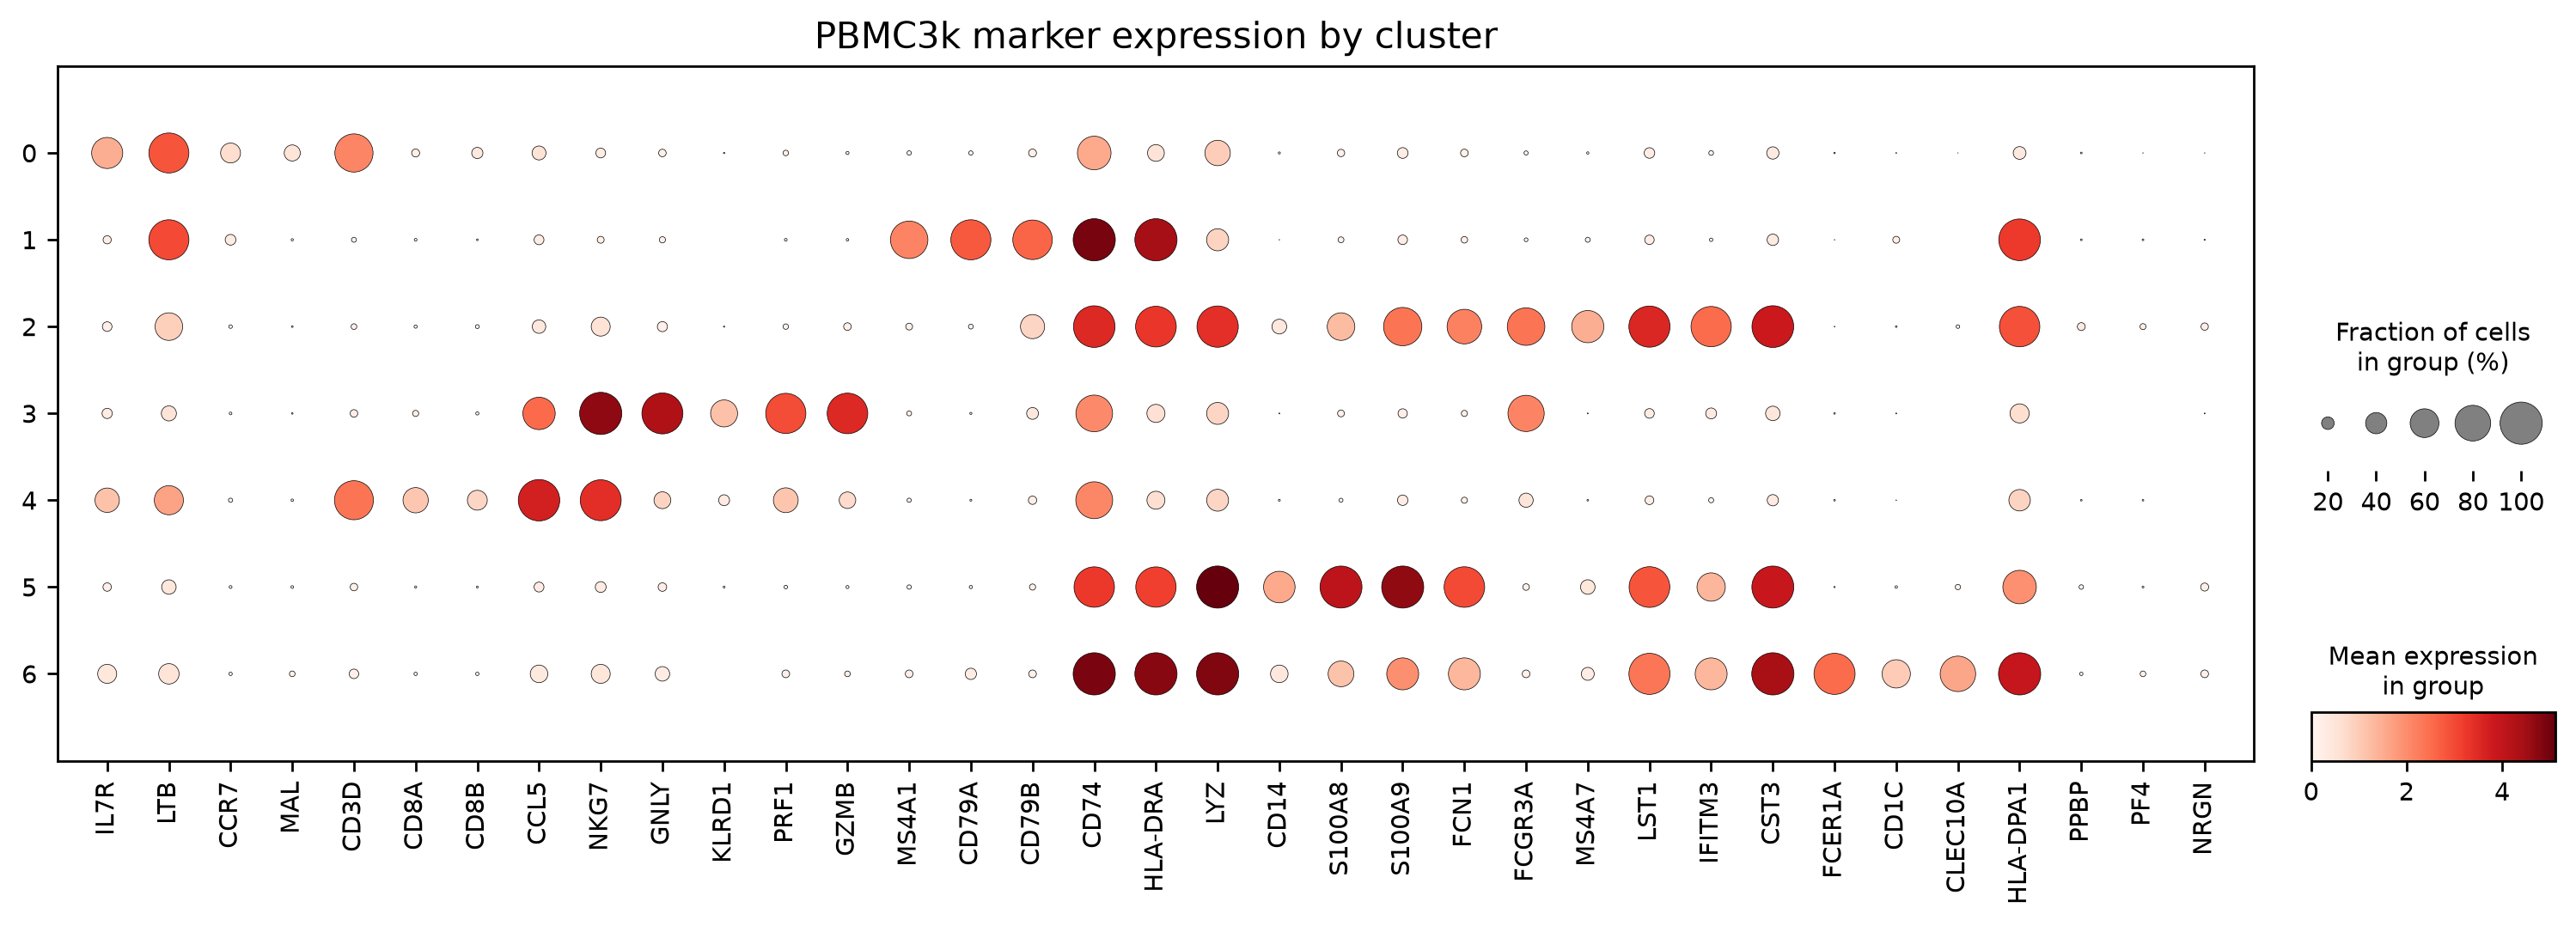 PBMC3k marker expression by cluster
0
1
2
3
4
5
6
IL7R
LTB
CCR7
MAL
CD3D
CD8A
CD8B
CCL5
NKG7
GNLY
KLRD1
PRF1
GZMB
MS4A1
CD79A
CD79B
CD74
HLA-DRA
LYZ
CD14
S100A8
S100A9
FCN1
FCGR3A
MS4A7
LST1
IFITM3
CST3
FCER1A
CD1C
CLEC10A
HLA-DPA1
PPBP
PF4
NRGN
Fraction of cells
in group (%)
20 40 60 80 100
Mean expression
in group
0 2 4